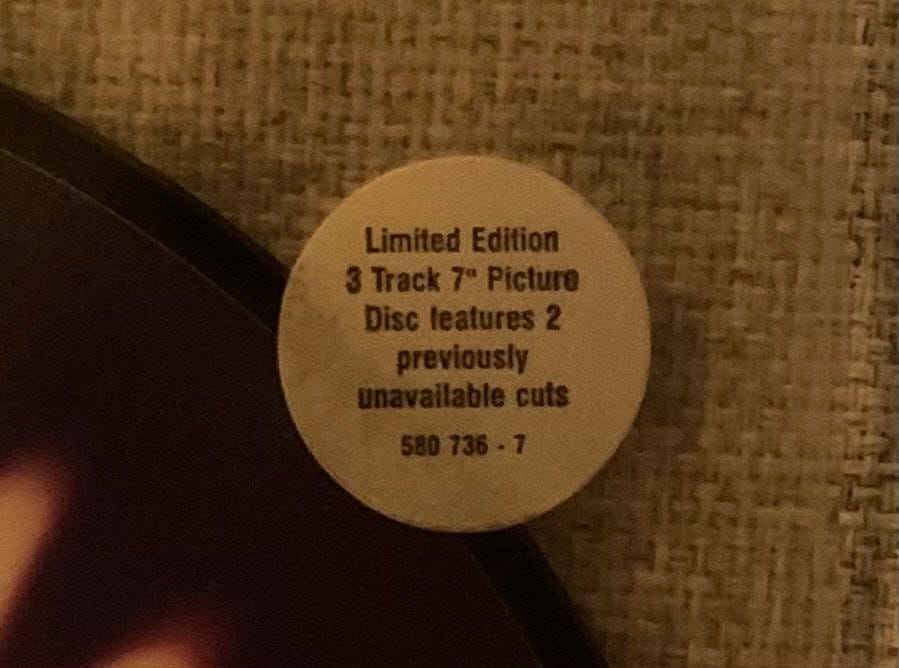 Limited Edition
3 Track 7" Picture
Disc features 2
previously
unavailable cuts
580 736 - 7